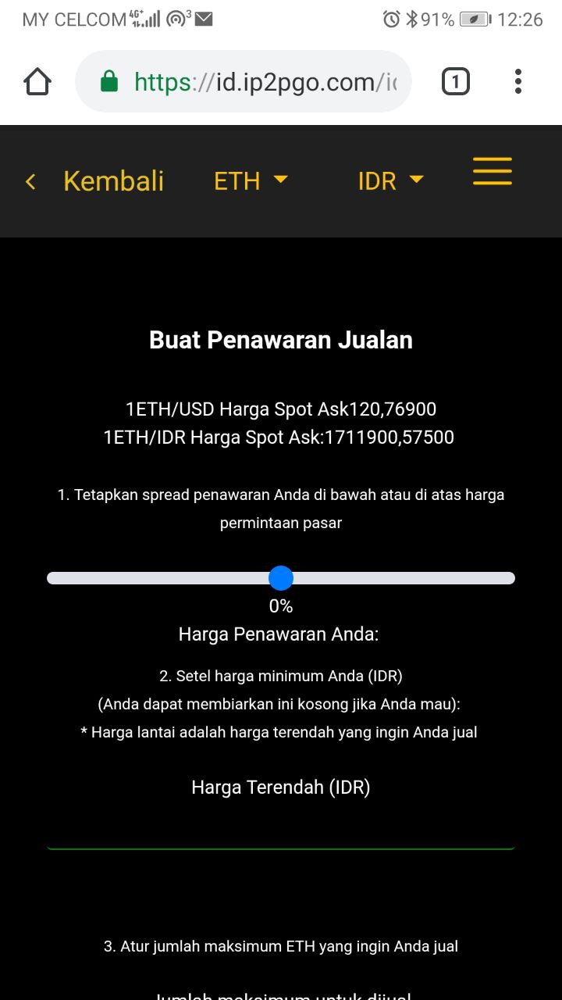 MY CELCOM 4G+ 3 91% 12:26
https://id.ip2pgo.com/i
1
Kembali ETH IDR
Buat Penawaran Jualan
1ETH/USD Harga Spot Ask120,76900
1ETH/IDR Harga Spot Ask:1711900,57500
1. Tetapkan spread penawaran Anda di bawah atau di atas harga
permintaan pasar
0%
Harga Penawaran Anda:
2. Setel harga minimum Anda (IDR)
(Anda dapat membiarkan ini kosong jika Anda mau):
* Harga lantai adalah harga terendah yang ingin Anda jual
Harga Terendah (IDR)
3. Atur jumlah maksimum ETH yang ingin Anda jual
Jumlah maksimum untuk dijual